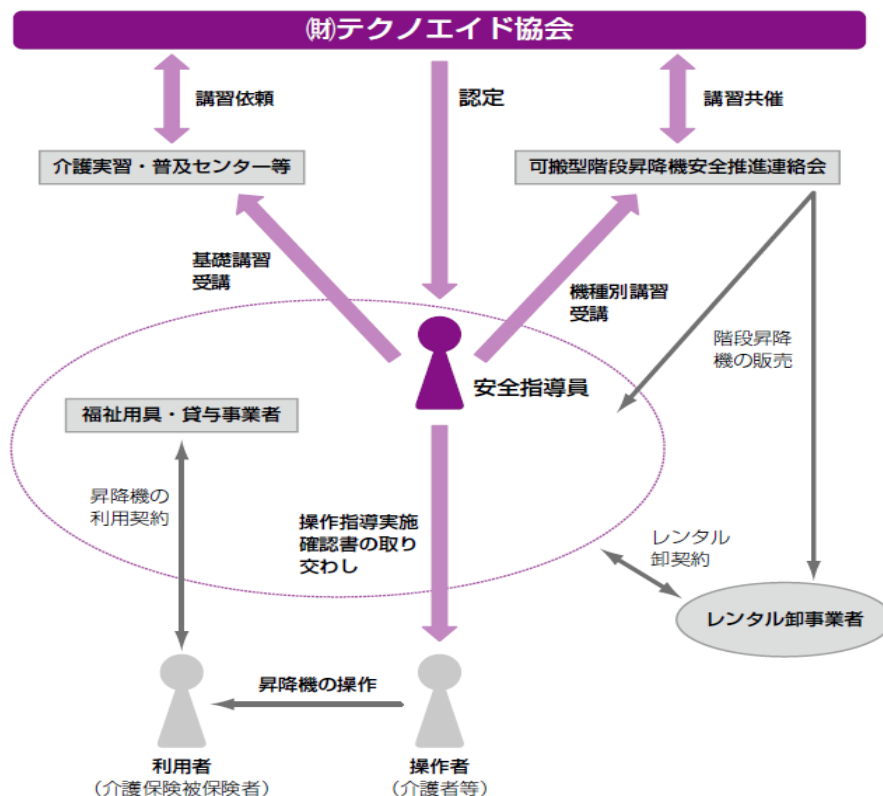 ㈶テクノエイド協会
講習依頼
認定
講習共催
介護実習・普及センター等
可搬型階段昇降機安全推進連絡会
基礎講習
受講
機種別講習
受講
階段昇降
機の販売
安全指導員
福祉用具・貸与事業者
昇降機の
利用契約
操作指導実施
確認書の取り
交わし
レンタル
卸契約
レンタル卸事業者
昇降機の操作
利用者
（介護保険被保険者）
操作者
（介護者等）